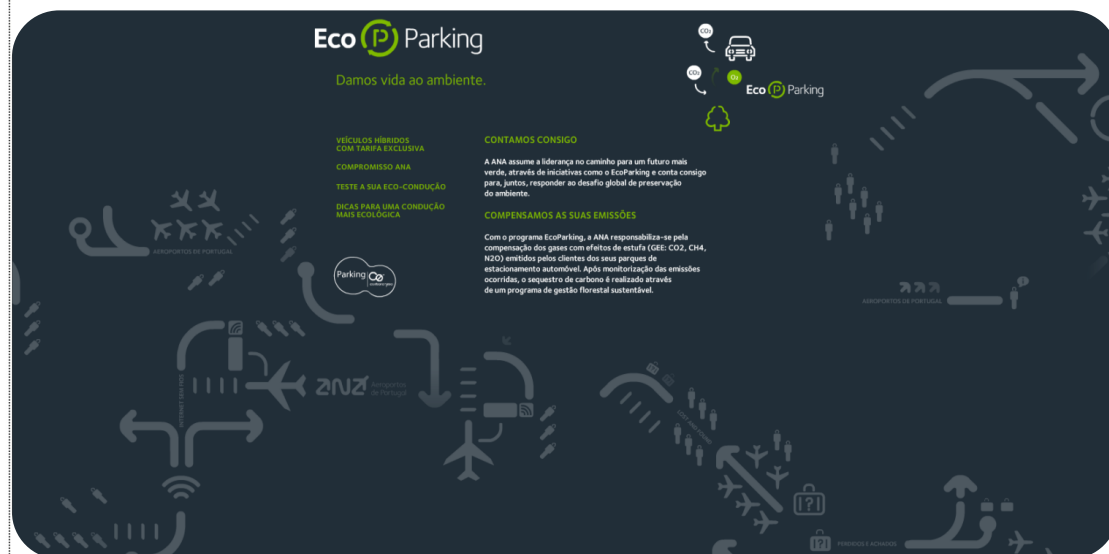 Eco P Parking
Damos vida ao ambiente.
CO₂
CO₂
O₂
Eco P Parking
VEÍCULOS HÍBRIDOS
COM TARIFA EXCLUSIVA
COMPROMISSO ANA
TESTE A SUA ECO-CONDUÇÃO
DICAS PARA UMA CONDUÇÃO
MAIS ECOLÓGICA
Parking
CONTAMOS CONSIGO
A ANA assume a liderança no caminho para um futuro mais
verde, através de iniciativas como o EcoParking e conta consigo
para, juntos, responder ao desafio global de preservação
do ambiente.
COMPENSAMOS AS SUAS EMISSÕES
Com o programa EcoParking, a ANA responsabiliza-se pela
compensação dos gases com efeitos de estufa (GEE: CO2, CH4,
N2O) emitidos pelos clientes dos seus parques de
estacionamento automóvel. Após monitorização das emissões
ocorridas, o sequestro de carbono é realizado através
de um programa de gestão florestal sustentável.
AEROPORTOS DE PORTUGAL
AEROPORTOS DE PORTUGAL
INTERNET SEM FIOS
ANA Aeroportos
de Portugal
LOST AND FOUND
PERDIDOS E ACHADOS